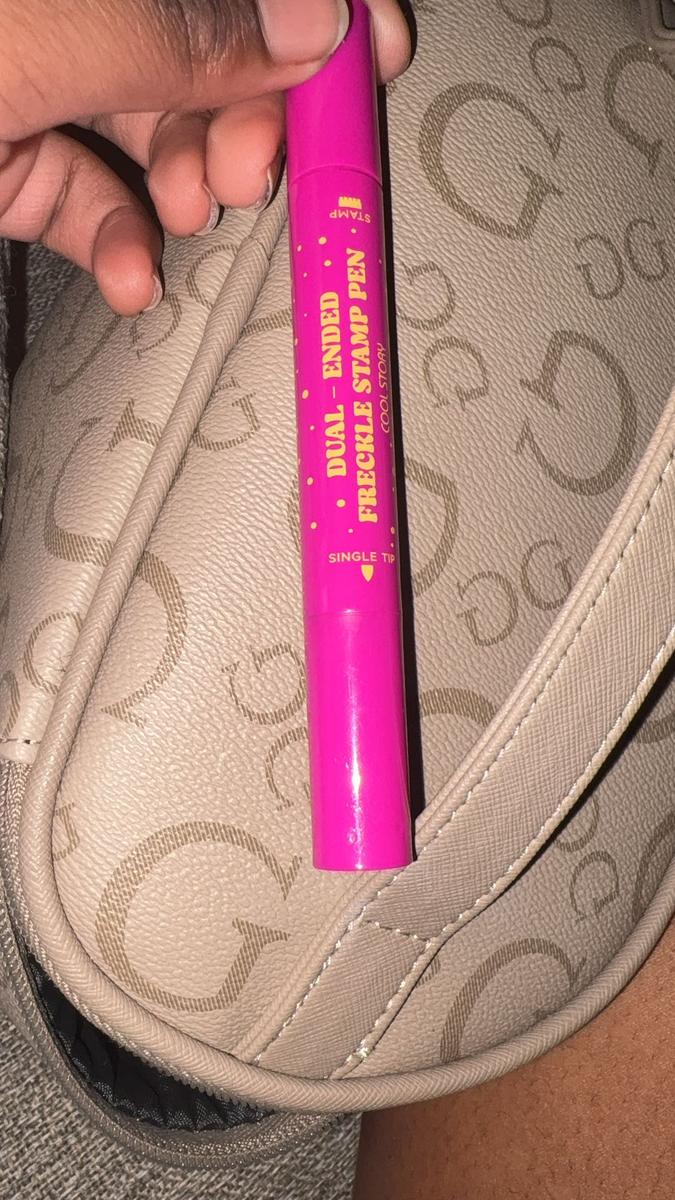 STAMP
DUAL - ENDED
FRECKLE STAMP PEN
COOL STORY
SINGLE TIP